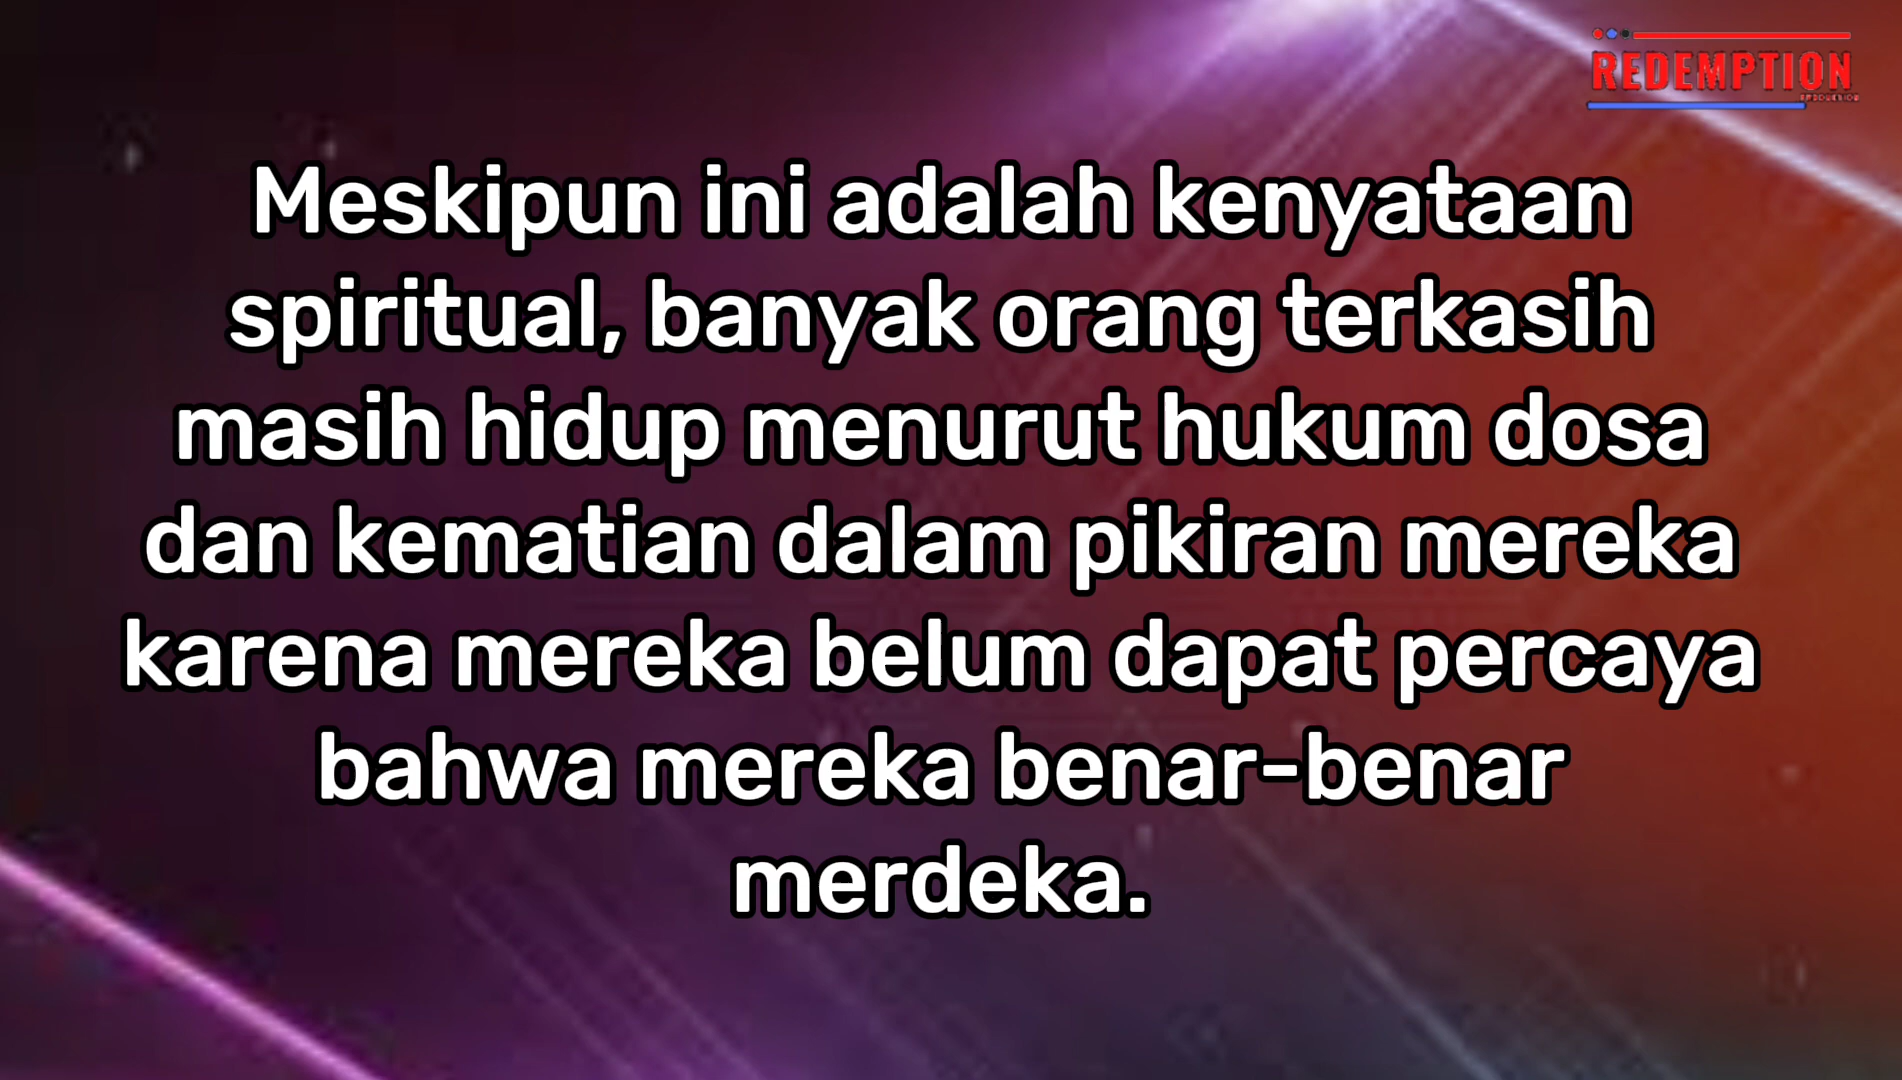 REDEMPTION
Meskipun ini adalah kenyataan
spiritual, banyak orang terkasih
masih hidup menurut hukum dosa
dan kematian dalam pikiran mereka
karena mereka belum dapat percaya
bahwa mereka benar-benar
merdeka.